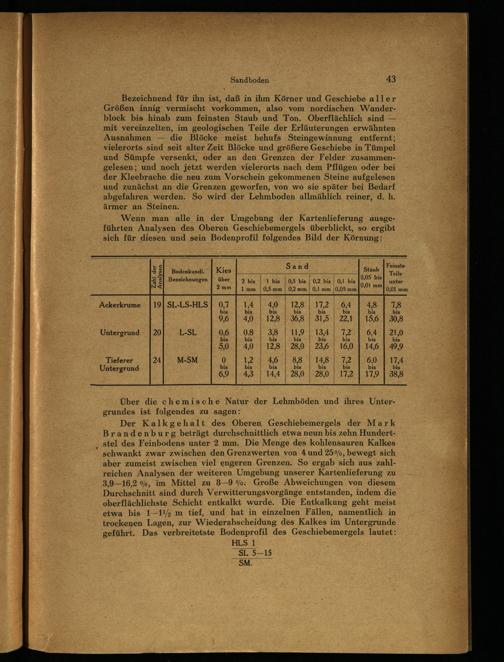 Sandboden 43
Bezeichnend für ihn ist, daß in ihm Körner und Geschiebe aller
Größen innig vermischt vorkommen, also vom nordischen Wander-
block bis hinab zum feinsten Staub und Ton. Oberflächlich sind —
mit vereinzelten, im geologischen Teile der Erläuterungen erwähnten
Ausnahmen — die Blöcke meist behufs Steingewinnung entfernt;
vielerorts sind seit alter Zeit Blöcke und größere Geschiebe in Tümpel
und Sümpfe versenkt, oder an den Grenzen der Felder zusammen-
gelesen; und noch jetzt werden vielerorts nach dem Pflügen oder bei
der Kleebrache die neu zum Vorschein gekommenen Steine aufgelesen
und zunächst an die Grenzen geworfen, von wo sie später bei Bedarf
abgefahren werden. So wird der Lehmboden allmählich reiner, d. h.
ärmer an Steinen.
Wenn man alle in der Umgebung der Kartenlieferung ausge-
führten Analysen des Oberen Geschiebemergels überblickt, so ergibt
sich für diesen und sein Bodenprofil folgendes Bild der Körnung:
Zahl der Analysen Bodenkundl. Bezeichnungen Kies über 2 mm Sand Staub 0,05 bis 0,01 mm Feinste Teile unter 0,01 mm
2 bis 1 mm 1 bis 0,5 mm 0,5 bis 0,2 mm 0,2 bis 0,1 mm 0,1 bis 0,05 mm
Ackerkrume 19 SL-LS-HLS 0,7 1,4 4,0 12,8 17,2 6,4 4,8 7,8
bis bis bis bis bis bis bis bis
9,6 4,0 12,8 36,8 31,5 22,1 15,6 30,8
Untergrund 20 L-SL 0,6 0.8 3,8 11,9 13,4 7,2 6,4 21,0
bis bis bis bis bis bis bis bis
5,0 4,0 12,8 28,0 23,6 16,0 14,6 49,9
Tieferer 24 M-SM 0 1,2 4,6 8,8 14,8 7,2 6,0 17,4
Untergrund bis bis bis bis bis bis bis bis
6,9 4,3 14,4 28,0 28,0 17,2 17,9 38,8
Über die chemische Natur der Lehmböden und ihres Unter-
grundes ist folgendes zu sagen:
Der Kalkgehalt des Oberen Geschiebemergels der Mark
Brandenburg beträgt durchschnittlich etwa neun bis zehn Hundert-
stel des Feinbodens unter 2 mm. Die Menge des kohlensauren Kalkes
schwankt zwar zwischen den Grenzwerten von 4 und 25%, bewegt sich
aber zumeist zwischen viel engeren Grenzen. So ergab sich aus zahl-
reichen Analysen der weiteren Umgebung unserer Kartenlieferung zu
3,9—16,2 %, im Mittel zu 8—9 %. Große Abweichungen von diesem
Durchschnitt sind durch Verwitterungsvorgänge entstanden, indem die
oberflächlichste Schicht entkalkt wurde. Die Entkalkung geht meist
etwa bis 1—1½ m tief, und hat in einzelnen Fällen, namentlich in
trockenen Lagen, zur Wiederabscheidung des Kalkes im Untergrunde
geführt. Das verbreitetste Bodenprofil des Geschiebemergels lautet:
HLS 1
SL 5—15
SM.